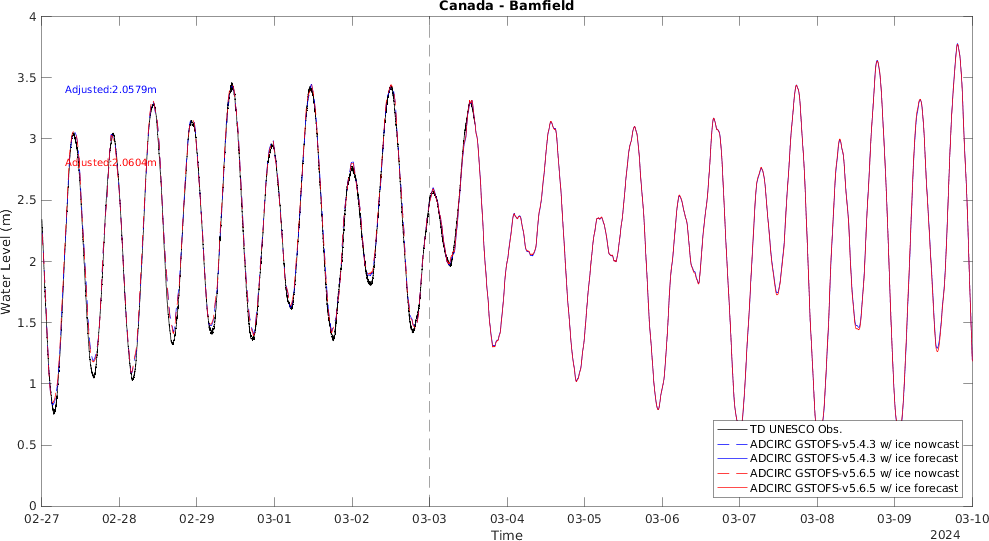 Canada - Bamfield
4
3.5
3
2.5
2
1.5
1
0.5
0
Water Level (m)
Adjusted:2.0579m
Adjusted:2.0604m
TD UNESCO Obs.
ADCIRC GSTOFS-v5.4.3 w/ ice nowcast
ADCIRC GSTOFS-v5.4.3 w/ ice forecast
ADCIRC GSTOFS-v5.6.5 w/ ice nowcast
ADCIRC GSTOFS-v5.6.5 w/ ice forecast
02-27 02-28 02-29 03-01 03-02 03-03 03-04 03-05 03-06 03-07 03-08 03-09 03-10
Time
2024